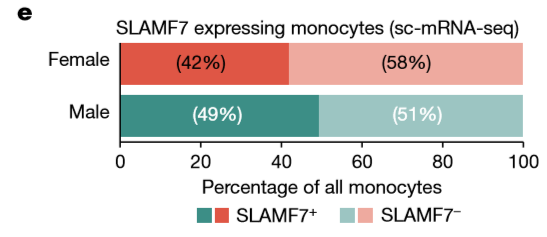 e
SLAMF7 expressing monocytes (sc-mRNA-seq)
Female (42%) (58%)
Male (49%) (51%)
0 20 40 60 80 100
Percentage of all monocytes
SLAMF7⁺ SLAMF7⁻